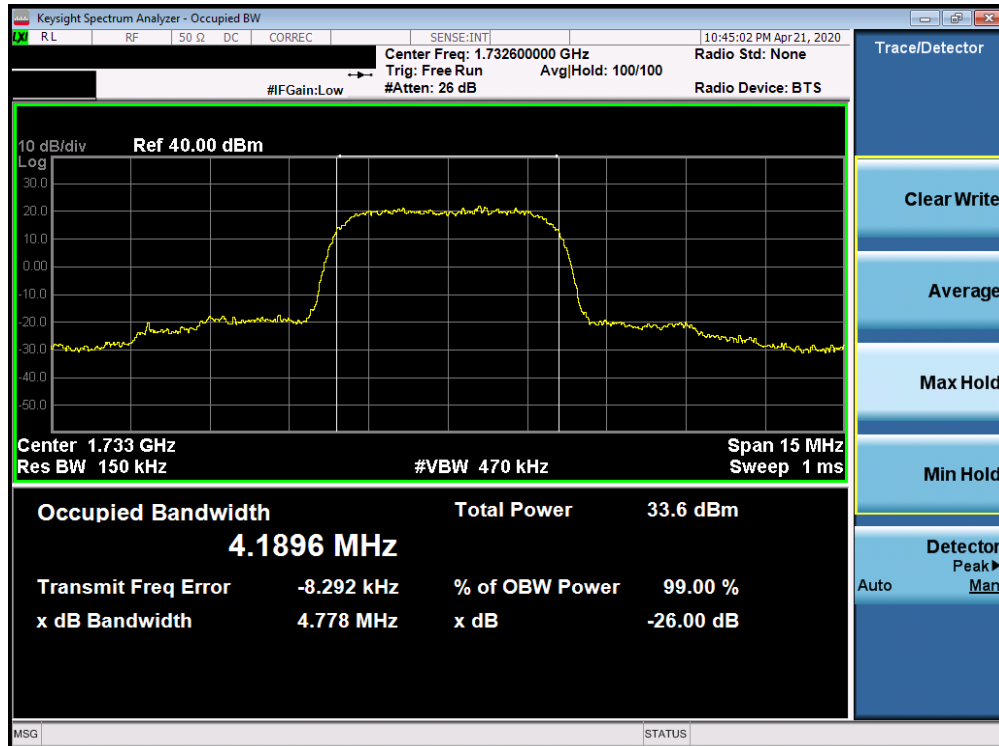 Keysight Spectrum Analyzer - Occupied BW
LXI RL RF 50 Ω DC CORREC SENSE:INT 10:45:02 PM Apr 21, 2020
Center Freq: 1.732600000 GHz Radio Std: None
Trig: Free Run Avg|Hold: 100/100
#IFGain:Low #Atten: 26 dB Radio Device: BTS
10 dB/div Ref 40.00 dBm
Log
30.0
20.0
10.0
0.00
-10.0
-20.0
-30.0
-40.0
-50.0
Center 1.733 GHz Span 15 MHz
Res BW 150 kHz #VBW 470 kHz Sweep 1 ms
Occupied Bandwidth Total Power 33.6 dBm
4.1896 MHz
Transmit Freq Error -8.292 kHz % of OBW Power 99.00 %
x dB Bandwidth 4.778 MHz x dB -26.00 dB
MSG STATUS
Trace/Detector
Clear Write
Average
Max Hold
Min Hold
Detector
Peak▶
Auto Man